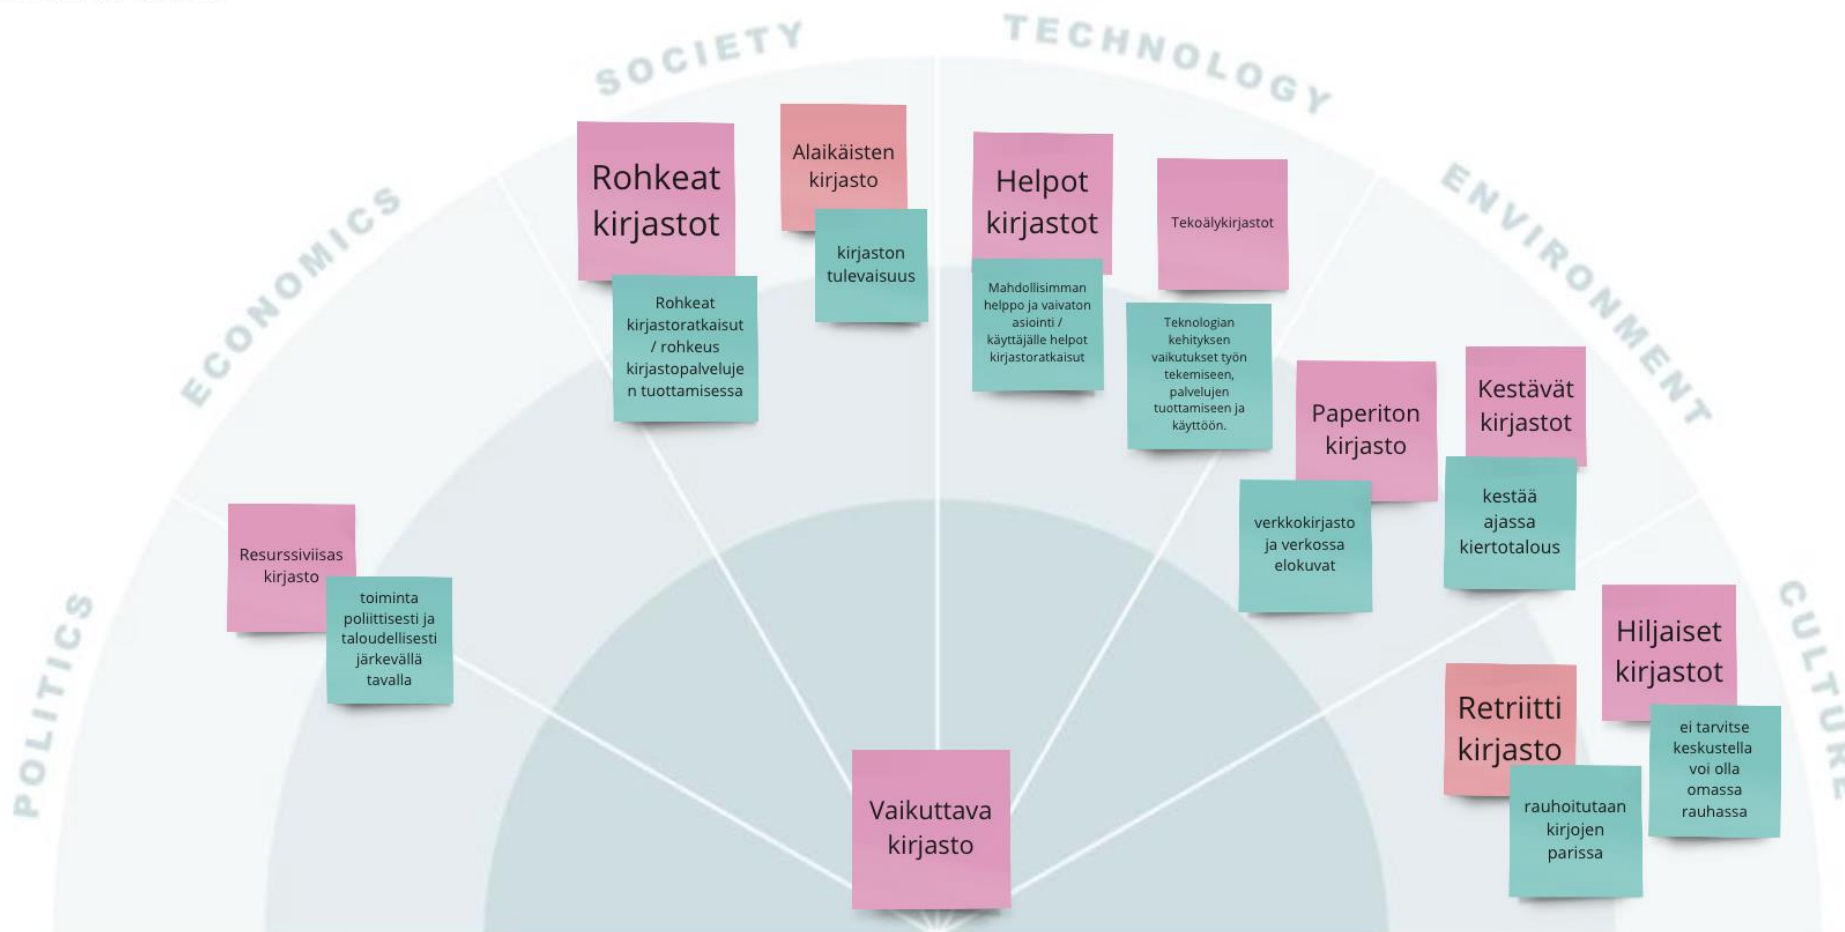 POLITICS
ECONOMICS
SOCIETY
TECHNOLOGY
ENVIRONMENT
CULTURE
Resurssiviisas
kirjasto
toiminta
poliittisesti ja
taloudellisesti
järkevällä
tavalla
Rohkeat
kirjastot
Rohkeat
kirjastoratkaisut
/ rohkeus
kirjastopalveluje
n tuottamisessa
Alaikäisten
kirjasto
kirjaston
tulevaisuus
Helpot
kirjastot
Mahdollisimman
helppo ja vaivaton
asiointi /
käyttäjälle helpot
kirjastoratkaisut
Tekoälykirjastot
Teknologian
kehityksen
vaikutukset työn
tekemiseen,
palvelujen
tuottamiseen ja
käyttöön.
Paperiton
kirjasto
verkkokirjasto
ja verkossa
elokuvat
Kestävät
kirjastot
kestää
ajassa
kiertotalous
Hiljaiset
kirjastot
ei tarvitse
keskustella
voi olla
omassa
rauhassa
Retriitti
kirjasto
rauhoitutaan
kirjojen
parissa
Vaikuttava
kirjasto